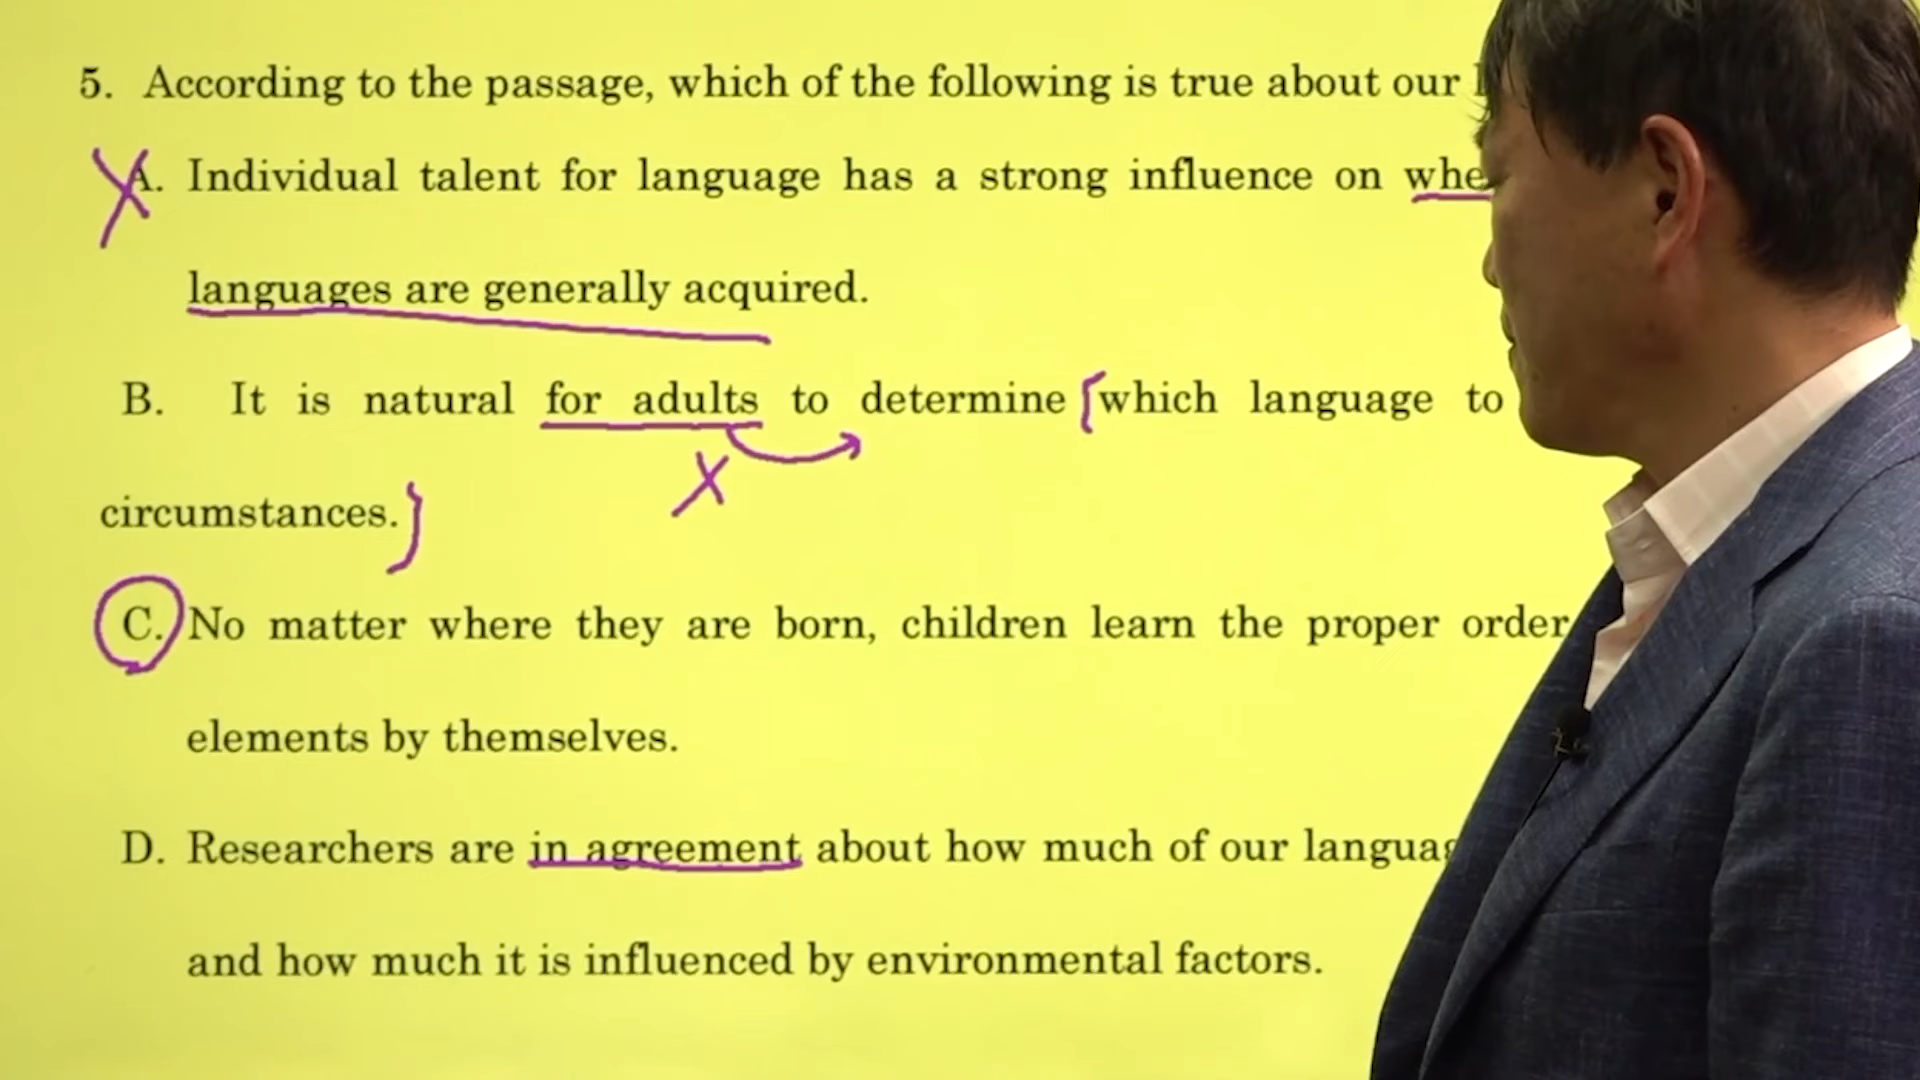 5. According to the passage, which of the following is true about our
A. Individual talent for language has a strong influence on
languages are generally acquired.
B. It is natural for adults to determine which language to
circumstances.
C. No matter where they are born, children learn the proper order
elements by themselves.
D. Researchers are in agreement about how much of our
and how much it is influenced by environmental factors.